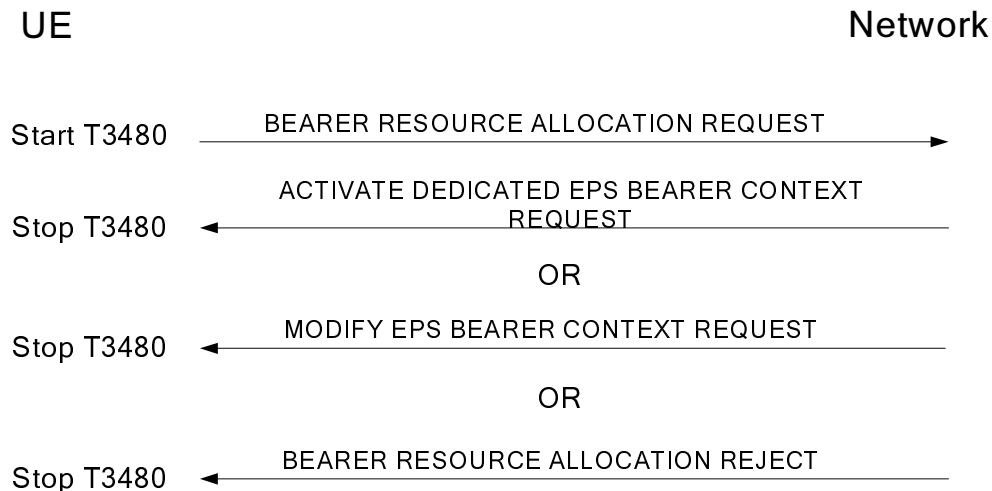 UE
Network
Start T3480
BEARER RESOURCE ALLOCATION REQUEST
ACTIVATE DEDICATED EPS BEARER CONTEXT
REQUEST
Stop T3480
OR
MODIFY EPS BEARER CONTEXT REQUEST
Stop T3480
OR
BEARER RESOURCE ALLOCATION REJECT
Stop T3480